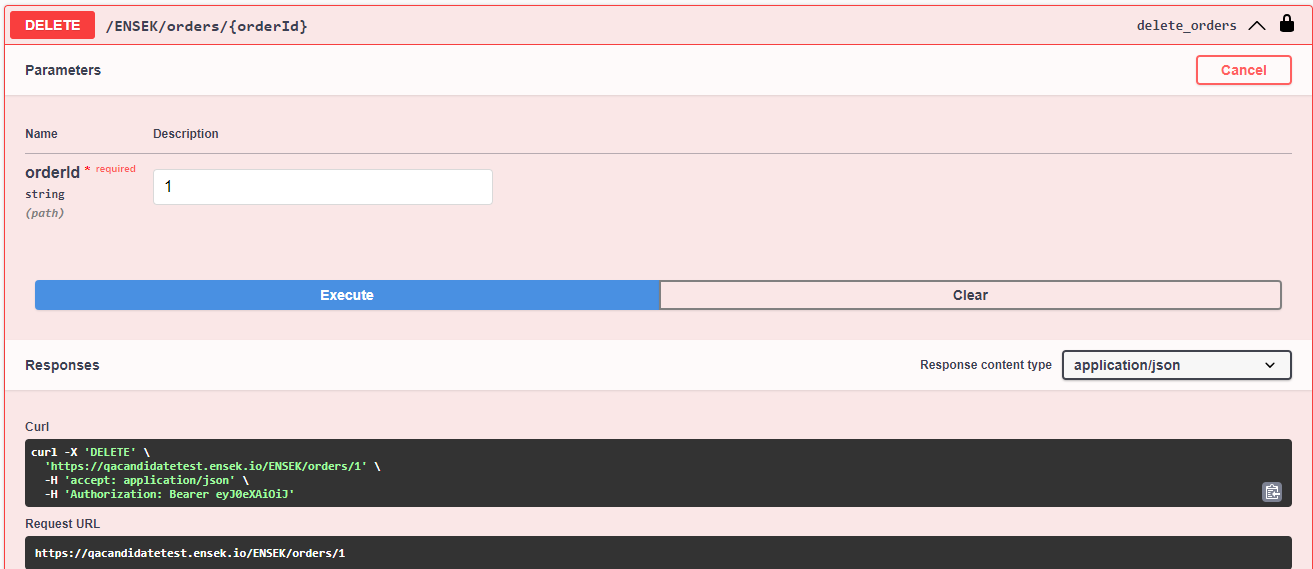 DELETE /ENSEK/orders/{orderId} delete_orders
Parameters Cancel
Name Description
orderId * required
1
string
(path)
Execute Clear
Responses Response content type application/json
Curl
curl -X 'DELETE' \
'https://qacandidatetest.ensek.io/ENSEK/orders/1' \
-H 'accept: application/json' \
-H 'Authorization: Bearer eyJ0eXAiOiJ'
Request URL
https://qacandidatetest.ensek.io/ENSEK/orders/1